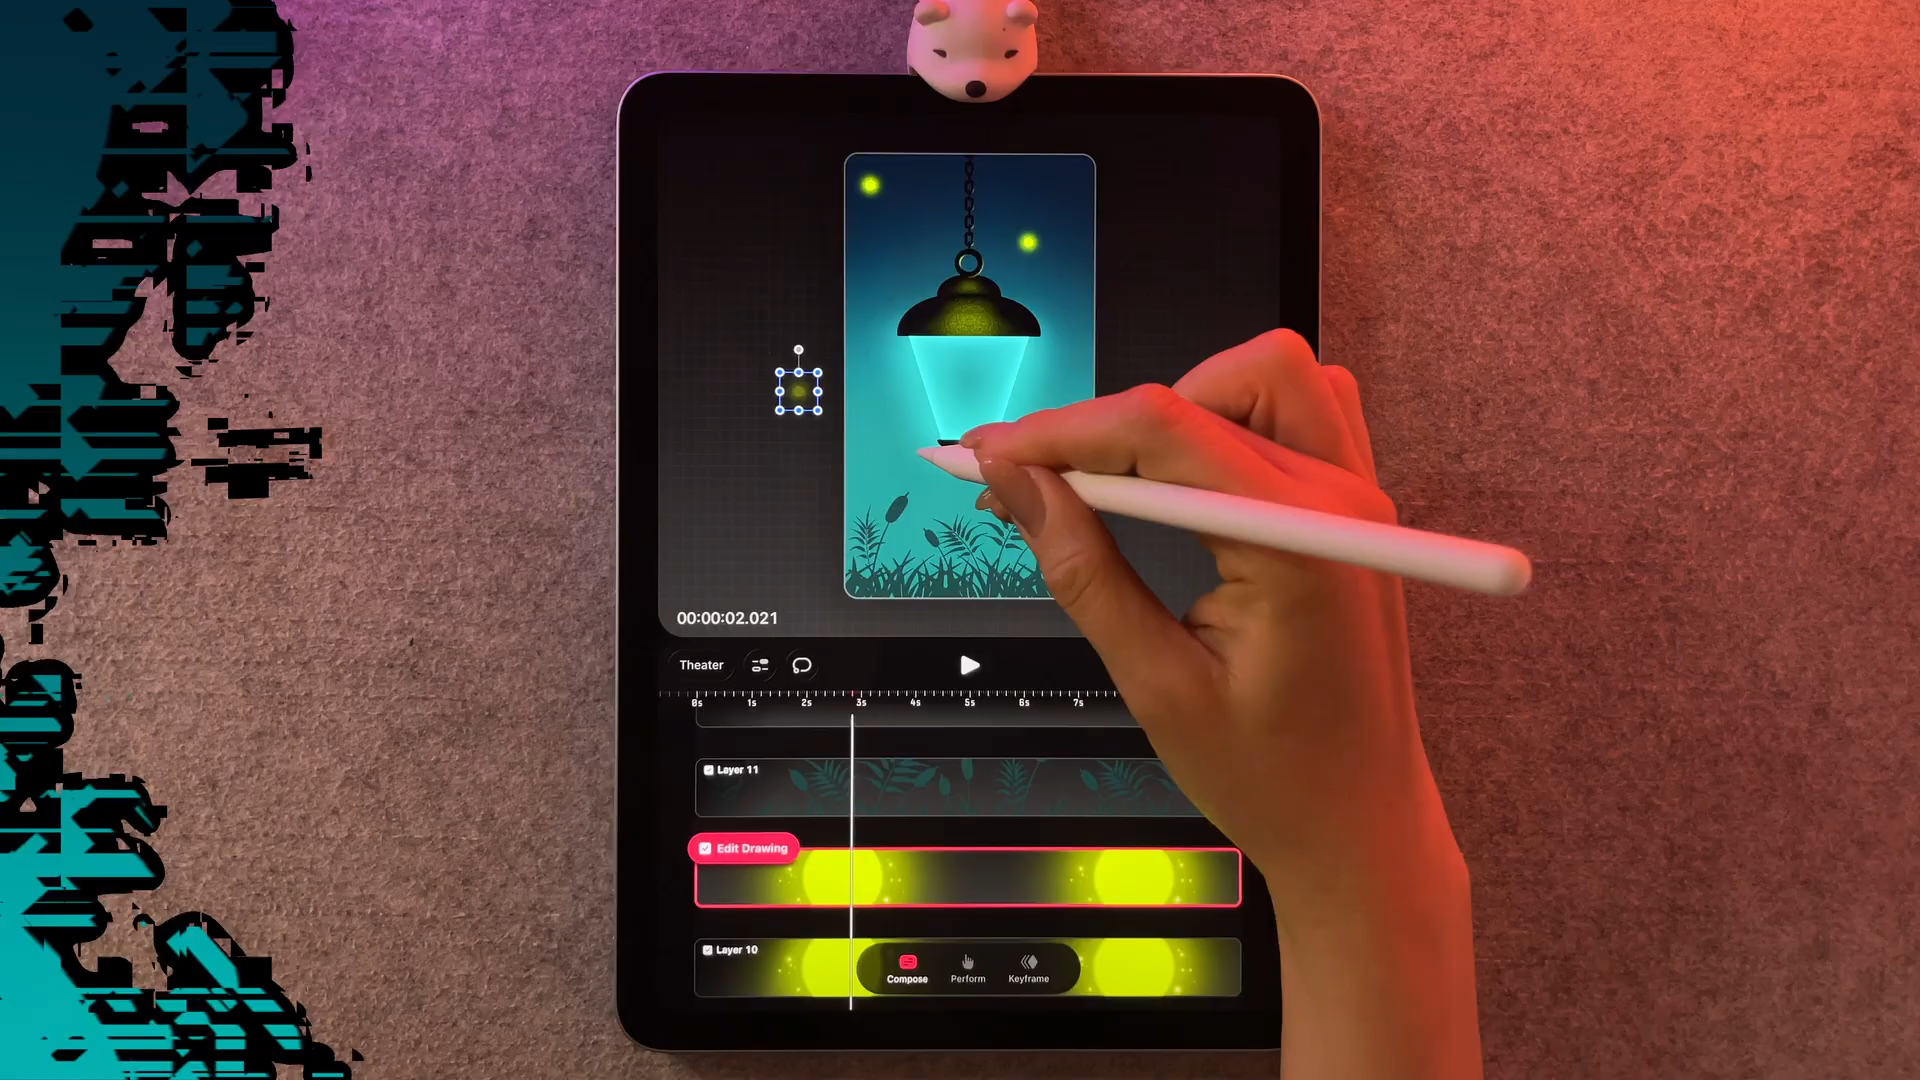 00:00:02.021
Theater
0s 1s 2s 3s 4s 5s 6s 7s
Layer 11
Edit Drawing
Layer 10
Compose Perform Keyframe